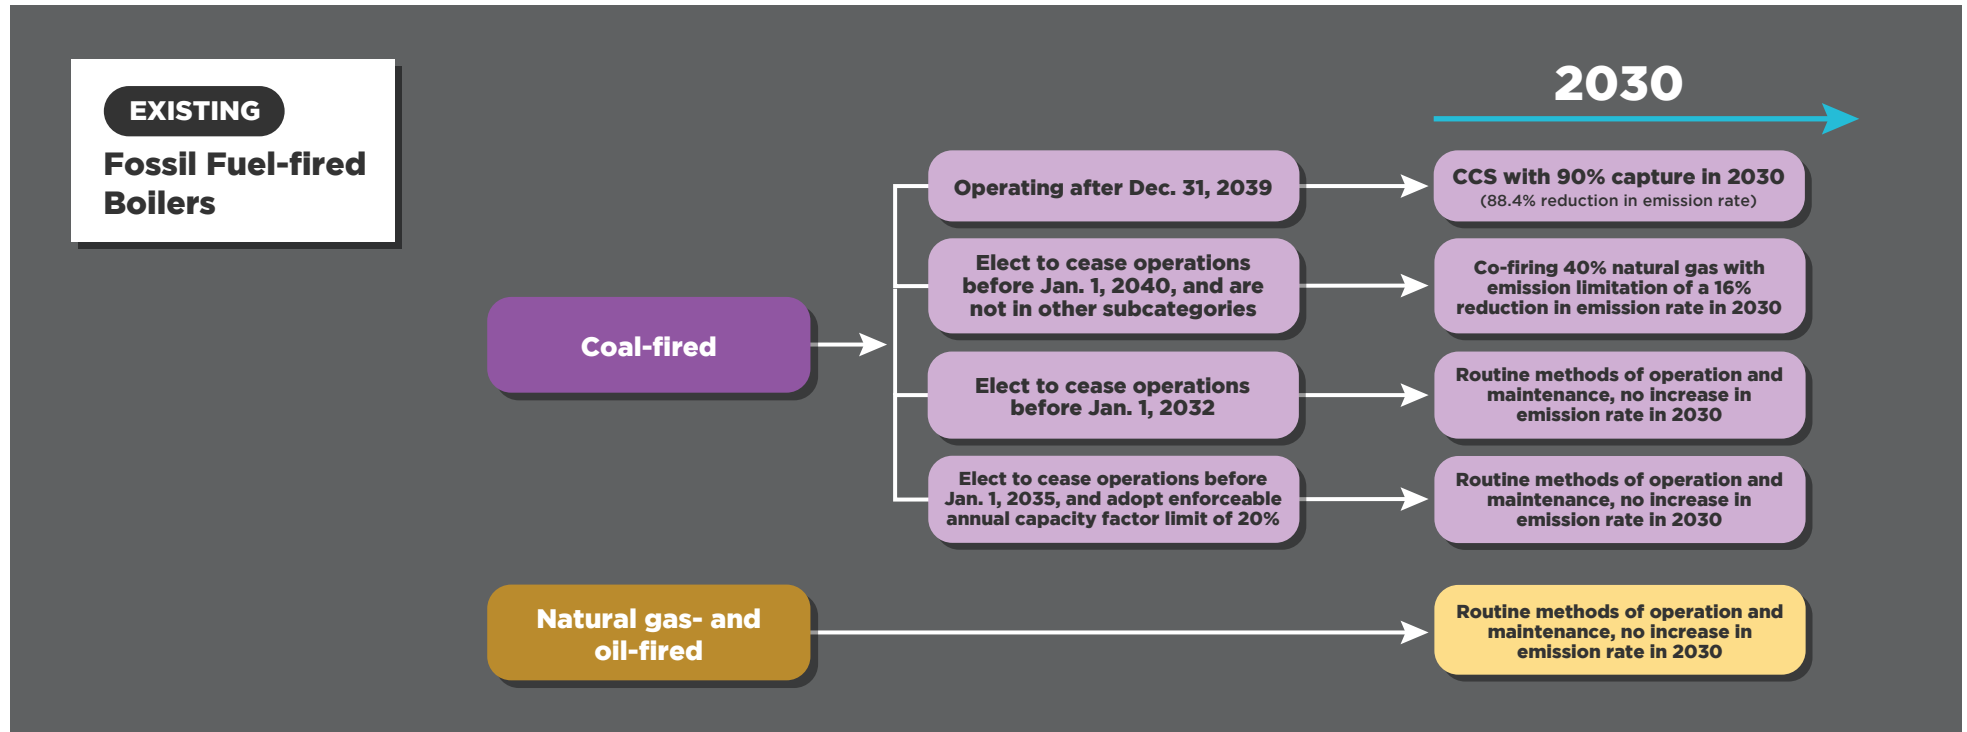 EXISTING
Fossil Fuel-fired
Boilers
2030
Coal-fired
Operating after Dec. 31, 2039
CCS with 90% capture in 2030
(88.4% reduction in emission rate)
Elect to cease operations
before Jan. 1, 2040, and are
not in other subcategories
Co-firing 40% natural gas with
emission limitation of a 16%
reduction in emission rate in 2030
Elect to cease operations
before Jan. 1, 2032
Routine methods of operation and
maintenance, no increase in
emission rate in 2030
Elect to cease operations before
Jan. 1, 2035, and adopt enforceable
annual capacity factor limit of 20%
Routine methods of operation and
maintenance, no increase in
emission rate in 2030
Natural gas- and
oil-fired
Routine methods of operation and
maintenance, no increase in
emission rate in 2030